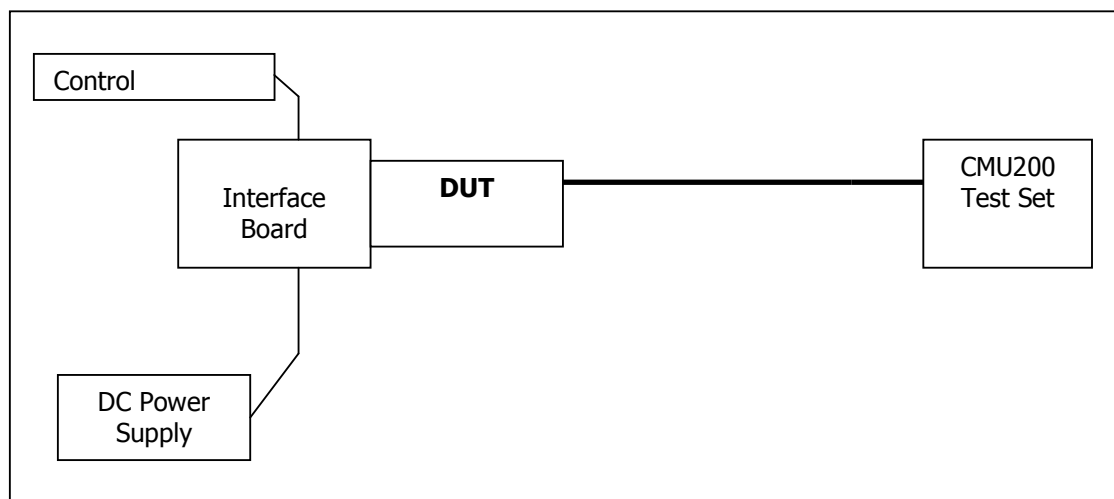 Control
Interface
Board
DUT
CMU200
Test Set
DC Power
Supply